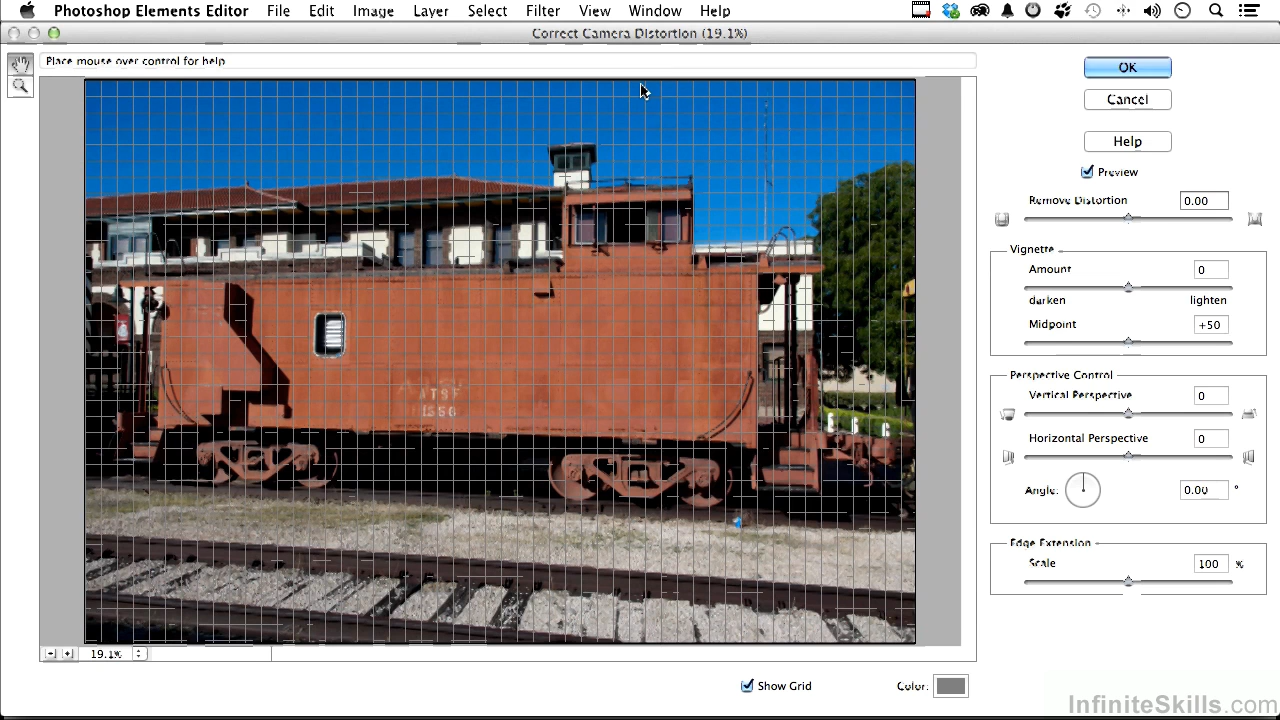 Photoshop Elements Editor File Edit Image Layer Select Filter View Window Help
Correct Camera Distortion (19.1%)
Place mouse over control for help
OK
Cancel
Help
Preview
Remove Distortion 0.00
Vignette
Amount 0
darken lighten
Midpoint +50
Perspective Control
Vertical Perspective 0
Horizontal Perspective 0
Angle: 0.00 °
Edge Extension
Scale 100 %
ATSF
1556
19.1%
Show Grid Color:
InfiniteSkills.com